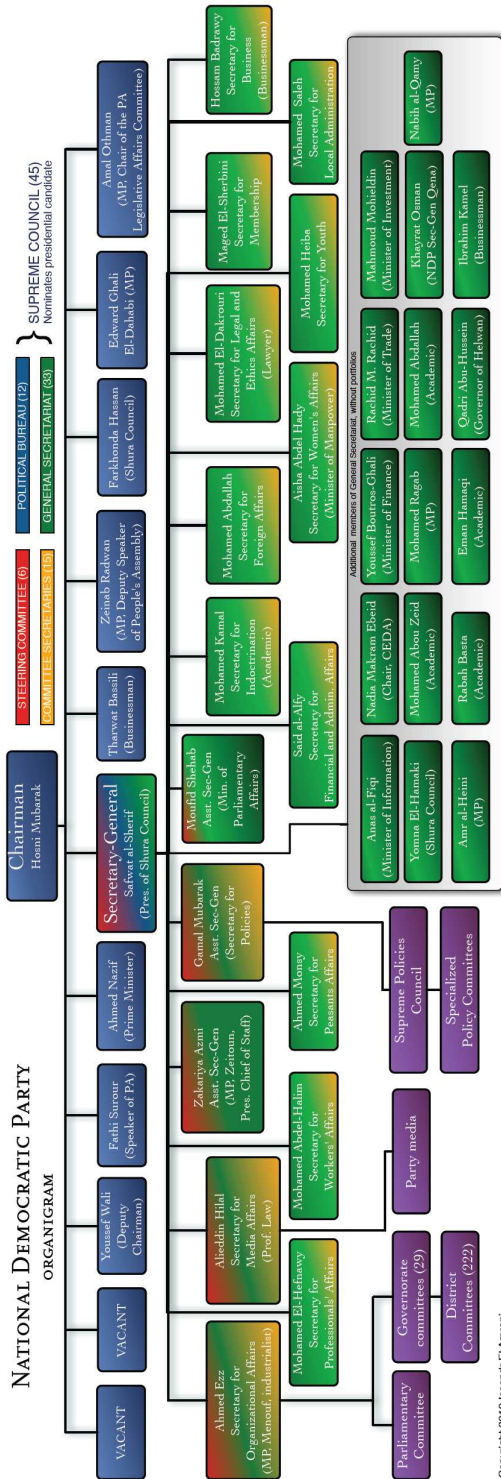 NATIONAL DEMOCRATIC PARTY
ORGANIGRAM
Chairman
Hosni Mubarak
STEERING COMMITTEE (6)
POLITICAL BUREAU (12)
COMMITTEE SECRETARIES (15)
GENERAL SECRETARIAT (33)
}
SUPREME COUNCIL (45)
Nominates presidential candidate
VACANT
VACANT
Youssef Wali
(Deputy
Chairman)
Fathi Surour
(Speaker of PA)
Ahmed Nazif
(Prime Minister)
Secretary-General
Safwat al-Sherif
(Pres. of Shura Council)
Tharwat Bassili
(Businessman)
Zeinab Radwan
(MP, Deputy Speaker
of People's Assembly)
Farkhonda Hassan
(Shura Council)
Edward Ghali
El-Dahabi (MP)
Amal Othman
(MP, Chair of the PA
Legislative Affairs Committee)
Ahmed Ezz
Secretary for
Organizational Affairs
(MP, Menouf, industrialist)
Alieddin Hilal
Secretary for
Media Affairs
(Prof. Law)
Zakariya Azmi
Asst. Sec-Gen
(MP, Zeitoun,
Pres. Chief of Staff)
Gamal Mubarak
Asst. Sec-Gen
(Secretary for
Policies)
Moufid Shehab
Asst. Sec-Gen
(Min. of
Parliamentary
Affairs)
Mohamed Kamal
Secretary for
Indoctrination
(Academic)
Mohamed Abdallah
Secretary for
Foreign Affairs
Mohamed El-Dakrouri
Secretary for Legal and
Ethics Affairs
(Lawyer)
Maged El-Sherbini
Secretary for
Membership
Hossam Badrawy
Secretary for
Business
(Businessman)
Mohamed El-Hefnawy
Secretary for
Professionals' Affairs
Mohamed Abdel-Halim
Secretary for
Workers' Affairs
Ahmed Monsy
Secretary for
Peasants Affairs
Said al-Alfy
Secretary for
Financial and Admin. Affairs
Aisha Abdel Hady
Secretary for Women's Affairs
(Minister of Manpower)
Mohamed Heiba
Secretary for Youth
Mohamed Saleh
Secretary for
Local Administration
Parliamentary
Committee
Governorate
committees (29)
District
Committees (222)
Party media
Supreme Policies
Council
Specialized
Policy Committees
Additional members of General Secretariat, without portfolios
Anas al-Fiqi
(Minister of Information)
Nadia Makram Ebeid
(Chair, CEDA)
Youssef Boutros-Ghali
(Minister of Finance)
Rachid M. Rachid
(Minister of Trade)
Mahmoud Mohieldin
(Minister of Investment)
Yomna El-Hamaki
(Shura Council)
Mohamed Abou Zeid
(Academic)
Mohamed Ragab
(MP)
Mohamed Abdallah
(Academic)
Khayrat Osman
(NDP Sec-Gen Qena)
Nabih al-Qamy
(MP)
Amr al-Heini
(MP)
Rabah Basta
(Academic)
Eman Hamaqi
(Academic)
Qadri Abu-Hussein
(Governor of Helwan)
Ibrahim Kamel
(Businessman)